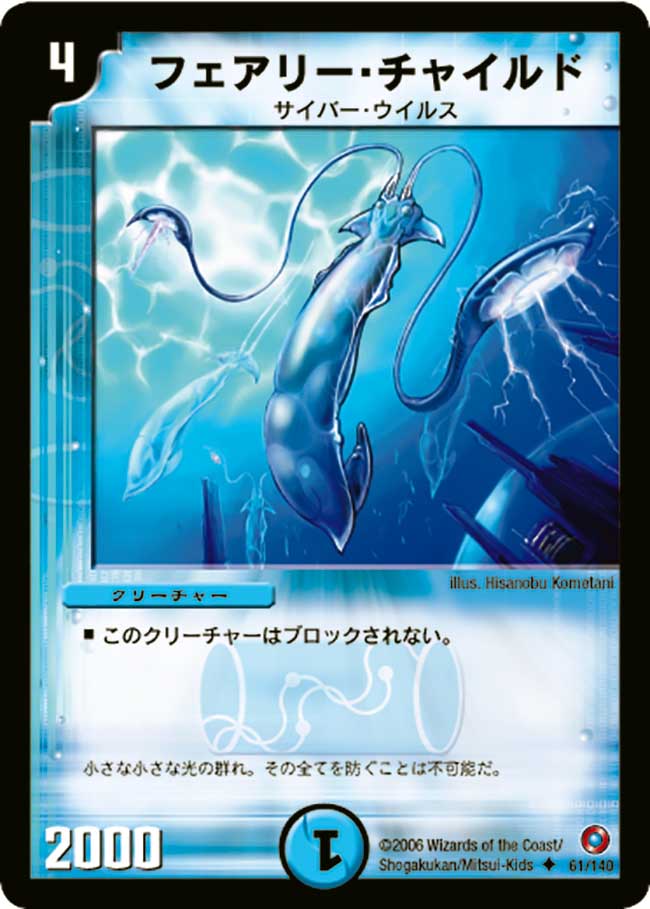 4
フェアリー・チャイルド
サイバー・ウイルス
illus. Hisanobu Kometani
クリーチャー
■ このクリーチャーはブロックされない。
小さな小さな光の群れ。その全てを防ぐことは不可能だ。
2000
1
©2006 Wizards of the Coast/
Shogakukan/Mitsui-Kids ◆ 61/140